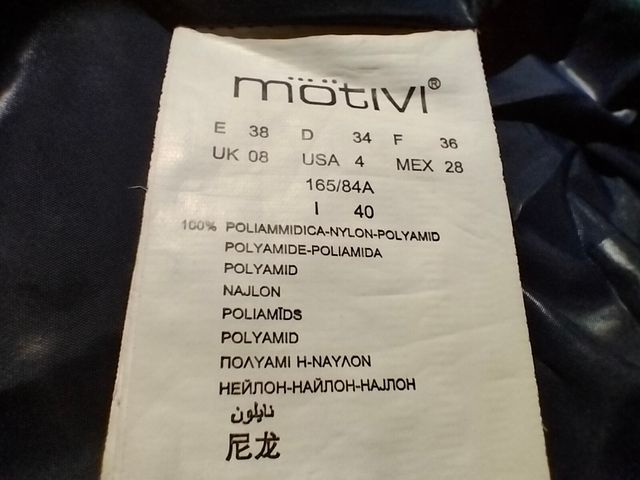 mötivi®
E 38 D 34 F 36
UK 08 USA 4 MEX 28
165/84A
I 40
100% POLIAMMIDICA-NYLON-POLYAMID
POLYAMIDE-POLIAMIDA
POLYAMID
NAJLON
POLIAMĪDS
POLYAMID
ΠΟΛΥΑΜΙ Η-ΝΑΥΛΟΝ
НЕЙЛОН-НАЙЛОН-НАЈЛОН
نايلون
尼龙